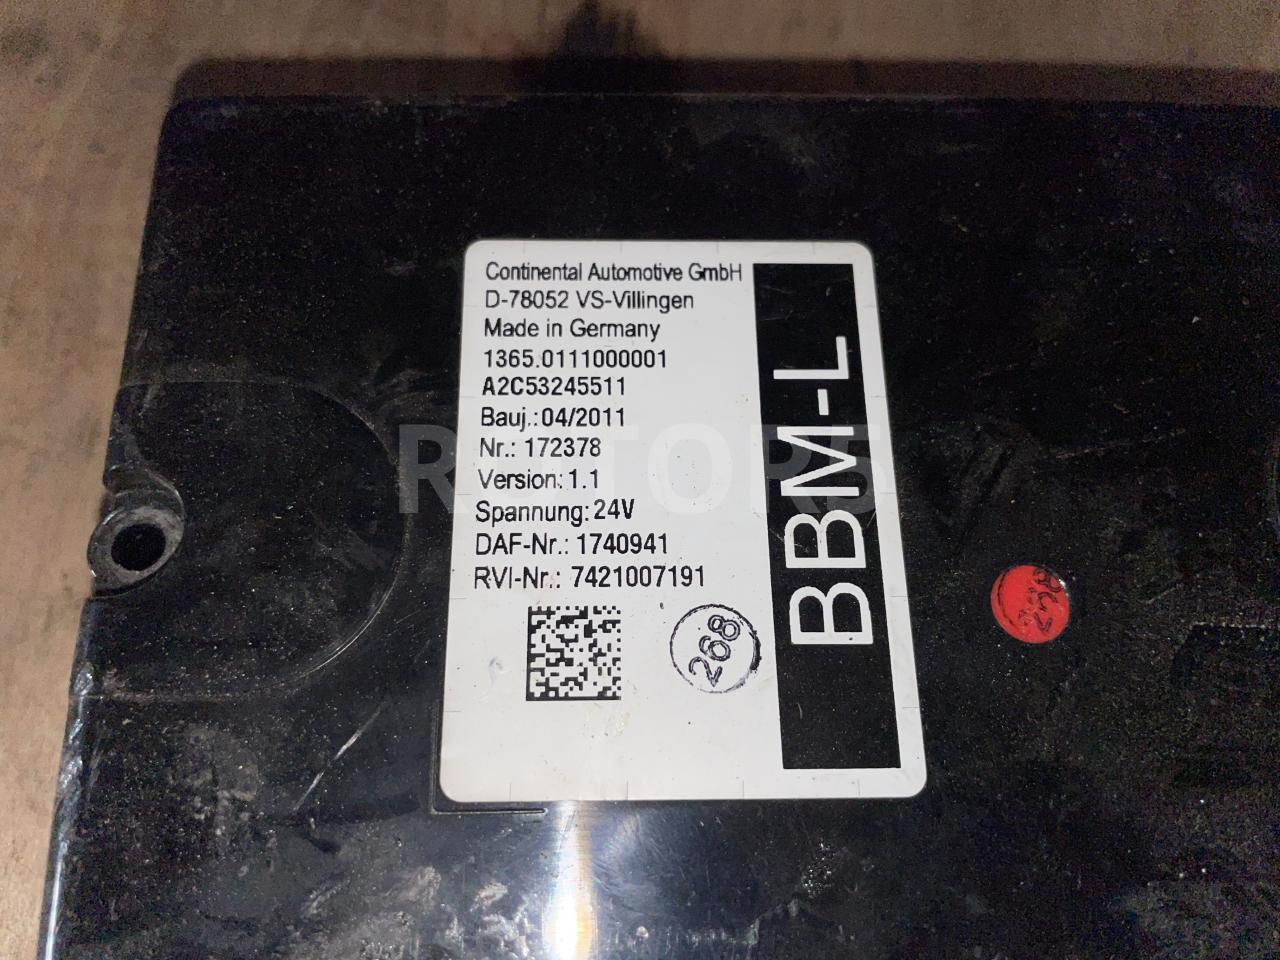 Continental Automotive GmbH
D-78052 VS-Villingen
Made in Germany
1365.0111000001
A2C53245511
Bauj.: 04/2011
Nr.: 172378
Version: 1.1
Spannung: 24V
DAF-Nr.: 1740941
RVI-Nr.: 7421007191
268
BBM-L
ROTORS